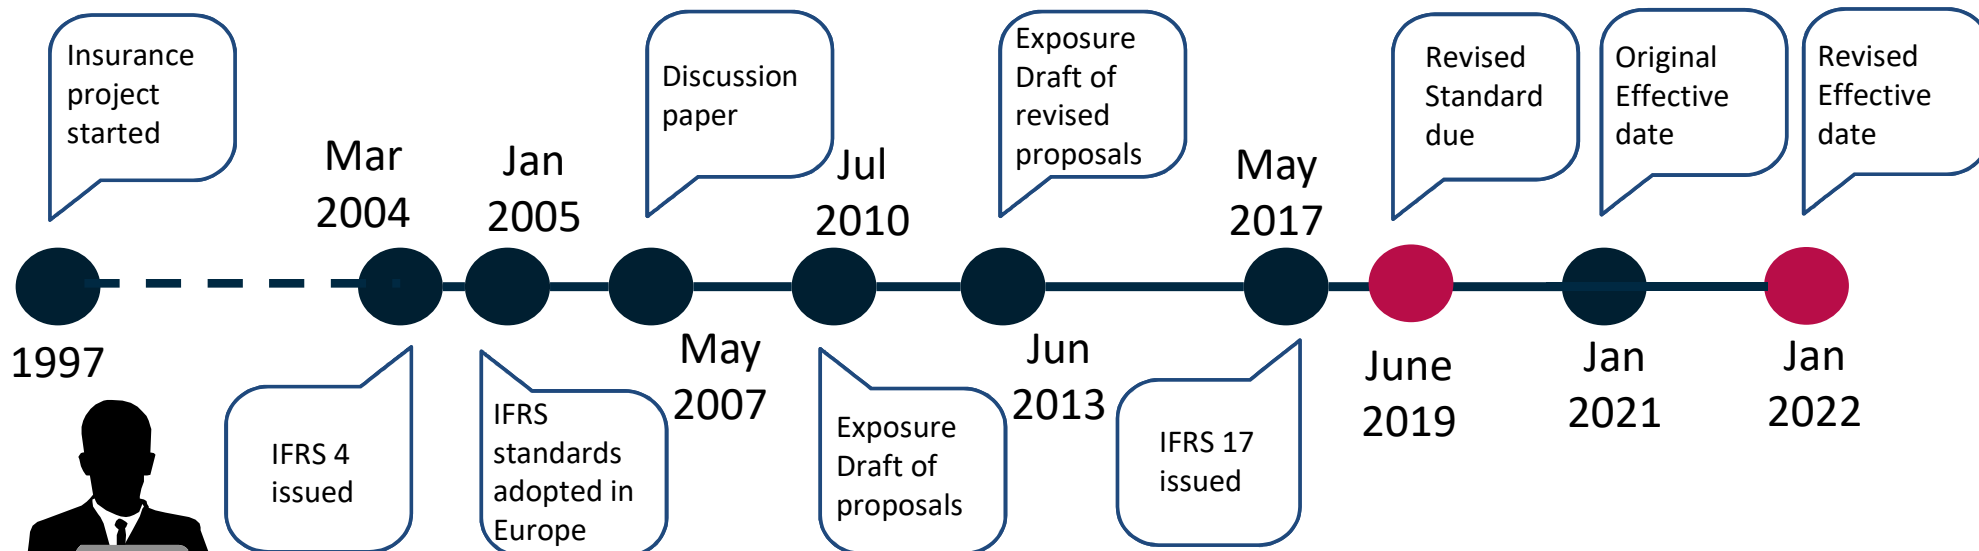 Insurance
project
started
Mar
2004
Jan
2005
Discussion
paper
Jul
2010
Exposure
Draft of
revised
proposals
May
2017
Revised
Standard
due
Original
Effective
date
Revised
Effective
date
1997
IFRS 4
issued
IFRS
standards
adopted in
Europe
May
2007
Exposure
Draft of
proposals
Jun
2013
IFRS 17
issued
June
2019
Jan
2021
Jan
2022